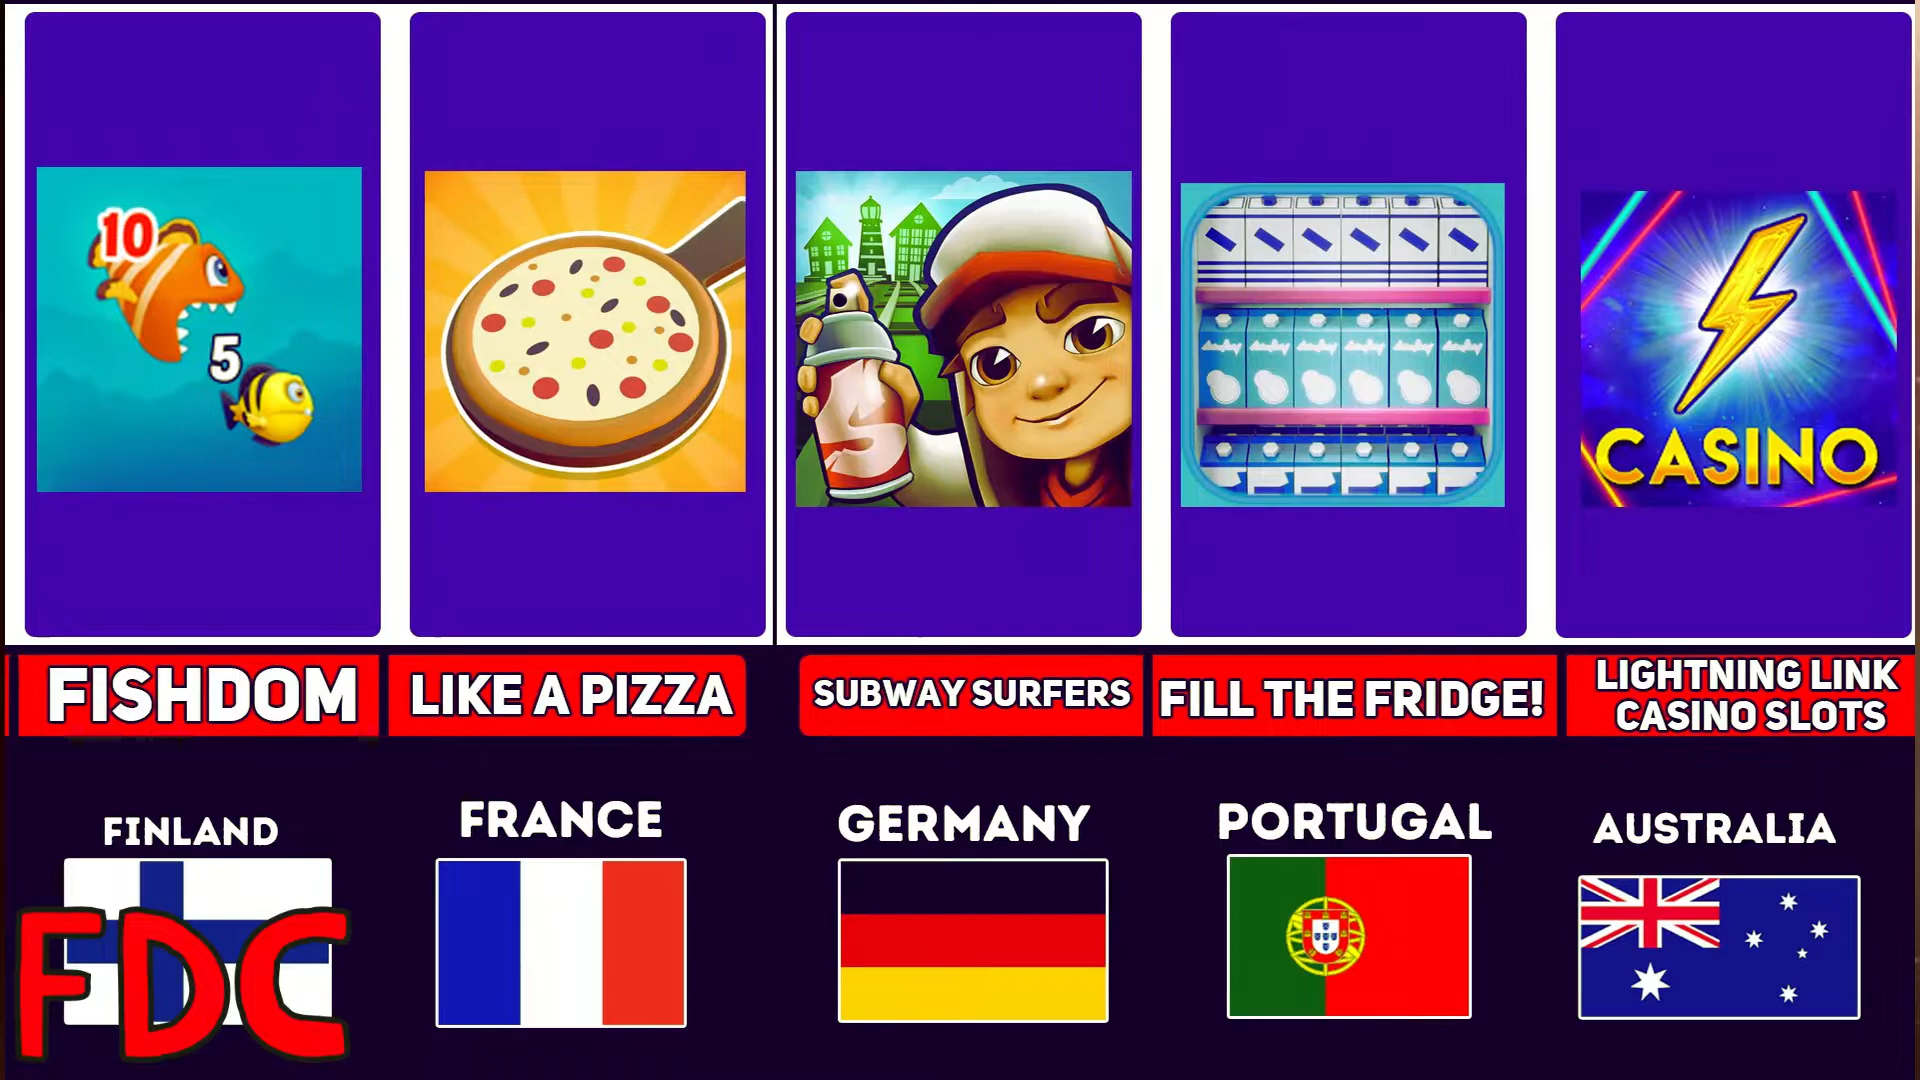 10
5
CASINO
FISHDOM
LIKE A PIZZA
SUBWAY SURFERS
FILL THE FRIDGE!
LIGHTNING LINK
CASINO SLOTS
FINLAND
FRANCE
GERMANY
PORTUGAL
AUSTRALIA
FDC